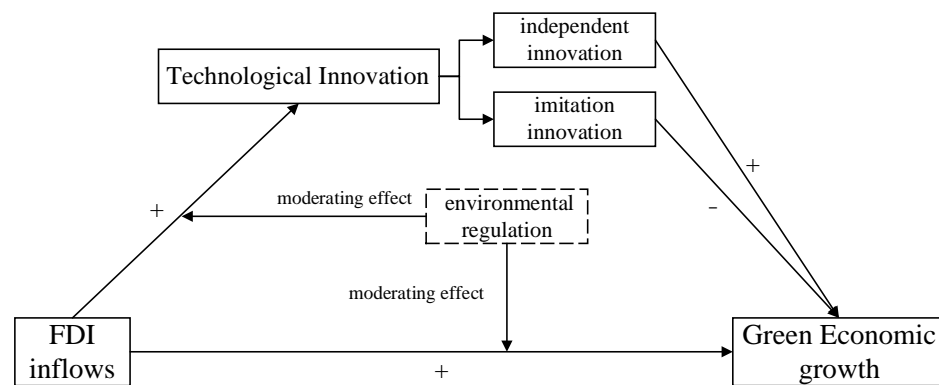 independent
innovation
Technological Innovation
imitation
innovation
+
-
moderating effect
environmental
regulation
+
moderating effect
FDI
inflows
Green Economic
growth
+